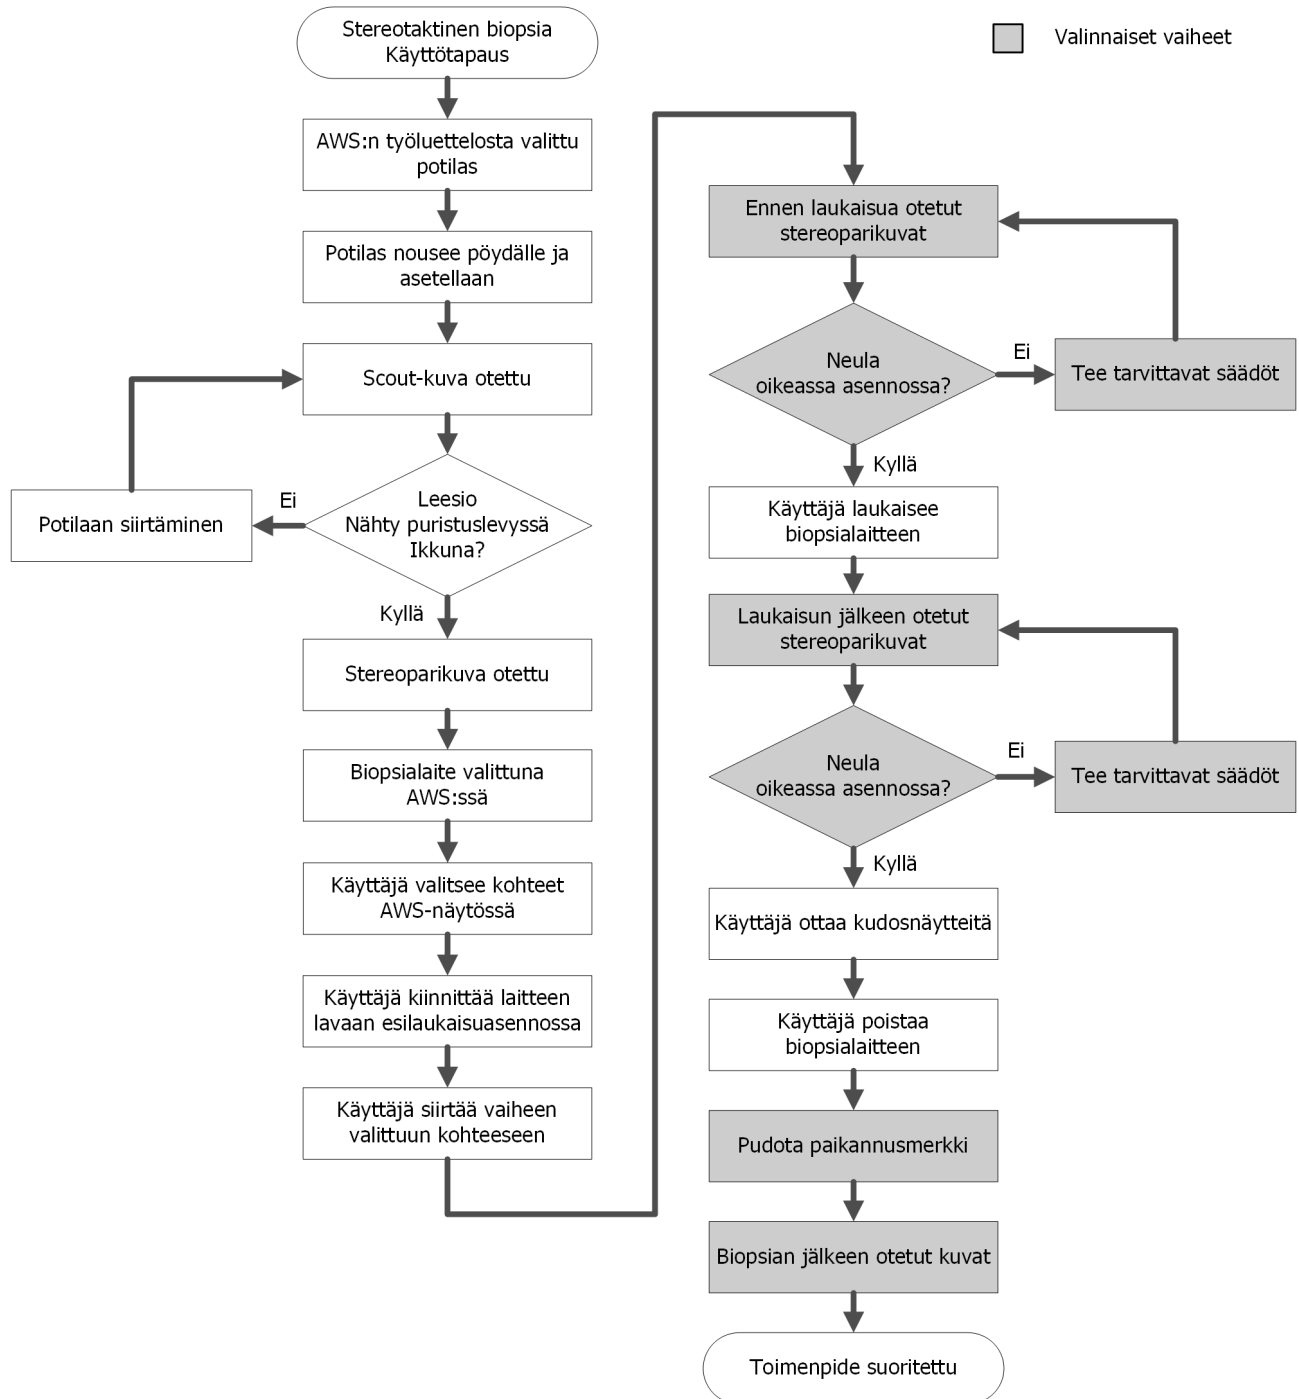 Stereotaktinen biopsia
Käyttötapaus
AWS:n työluettelosta valittu
potilas
Potilas nousee pöydälle ja
asetellaan
Scout-kuva otettu
Leesio
Nähty puristuslevyssä
Ikkuna?
Ei
Potilaan siirtäminen
Kyllä
Stereoparikuva otettu
Biopsialaite valittuna
AWS:ssä
Käyttäjä valitsee kohteet
AWS-näytössä
Käyttäjä kiinnittää laitteen
lavaan esilaukaisuasennossa
Käyttäjä siirtää vaiheen
valittuun kohteeseen
Valinnaiset vaiheet
Ennen laukaisua otetut
stereoparikuvat
Neula
oikeassa asennossa?
Ei
Tee tarvittavat säädöt
Kyllä
Käyttäjä laukaisee
biopsialaitteen
Laukaisun jälkeen otetut
stereoparikuvat
Neula
oikeassa asennossa?
Ei
Tee tarvittavat säädöt
Kyllä
Käyttäjä ottaa kudosnäytteitä
Käyttäjä poistaa
biopsialaitteen
Pudota paikannusmerkki
Biopsian jälkeen otetut kuvat
Toimenpide suoritettu